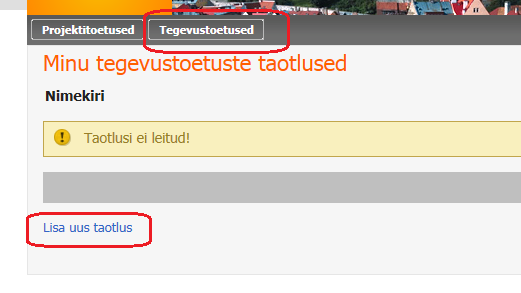 Projektitoetused Tegevustoetused
Minu tegevustoetuste taotlused
Nimekiri
Taotlusi ei leitud!
Lisa uus taotlus